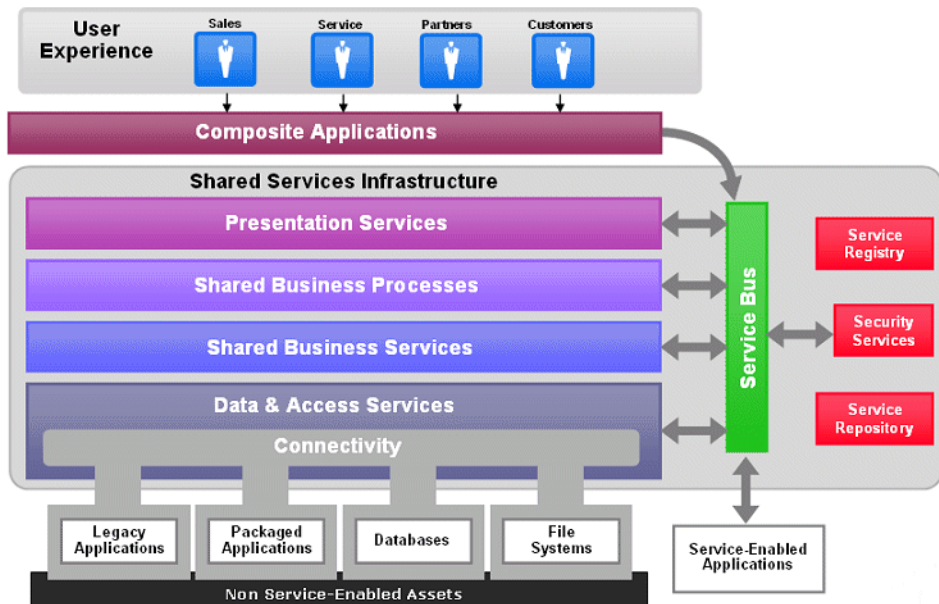 User
Experience
Sales
Service
Partners
Customers
Composite Applications
Shared Services Infrastructure
Presentation Services
Shared Business Processes
Shared Business Services
Data & Access Services
Connectivity
Service Bus
Service
Registry
Security
Services
Service
Repository
Legacy
Applications
Packaged
Applications
Databases
File
Systems
Service-Enabled
Applications
Non Service-Enabled Assets